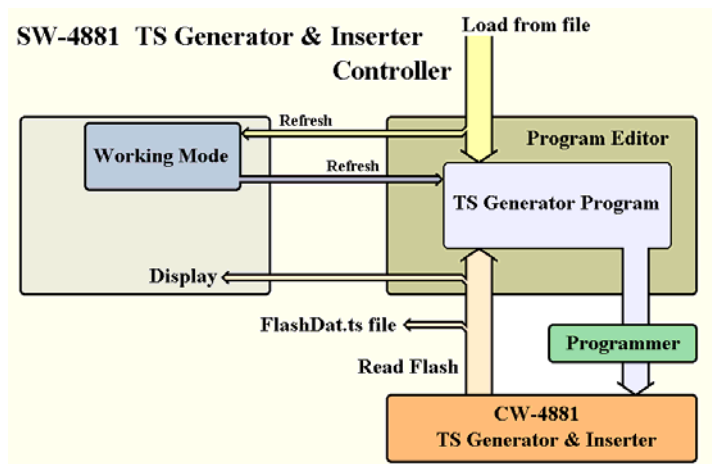 SW-4881 TS Generator & Inserter
Controller
Load from file
Refresh
Working Mode
Program Editor
Refresh
TS Generator Program
Display
FlashDat.ts file
Programmer
Read Flash
CW-4881
TS Generator & Inserter